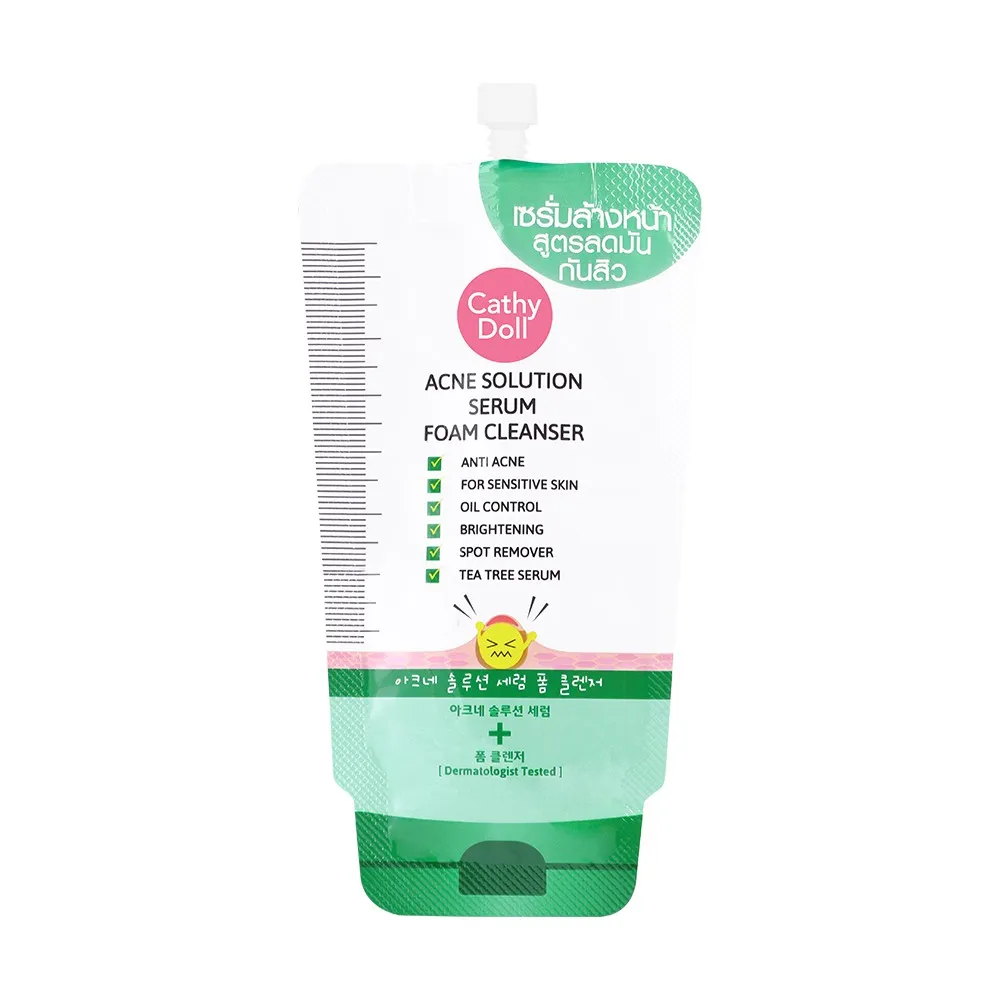 เซรั่มล้างหน้า
สูตรลดมัน
กันสิว
Cathy
Doll
ACNE SOLUTION
SERUM
FOAM CLEANSER
ANTI ACNE
FOR SENSITIVE SKIN
OIL CONTROL
BRIGHTENING
SPOT REMOVER
TEA TREE SERUM
아크네 솔루션 세럼 폼 클렌저
아크네 솔루션 세럼
+
폼 클렌저
[ Dermatologist Tested ]